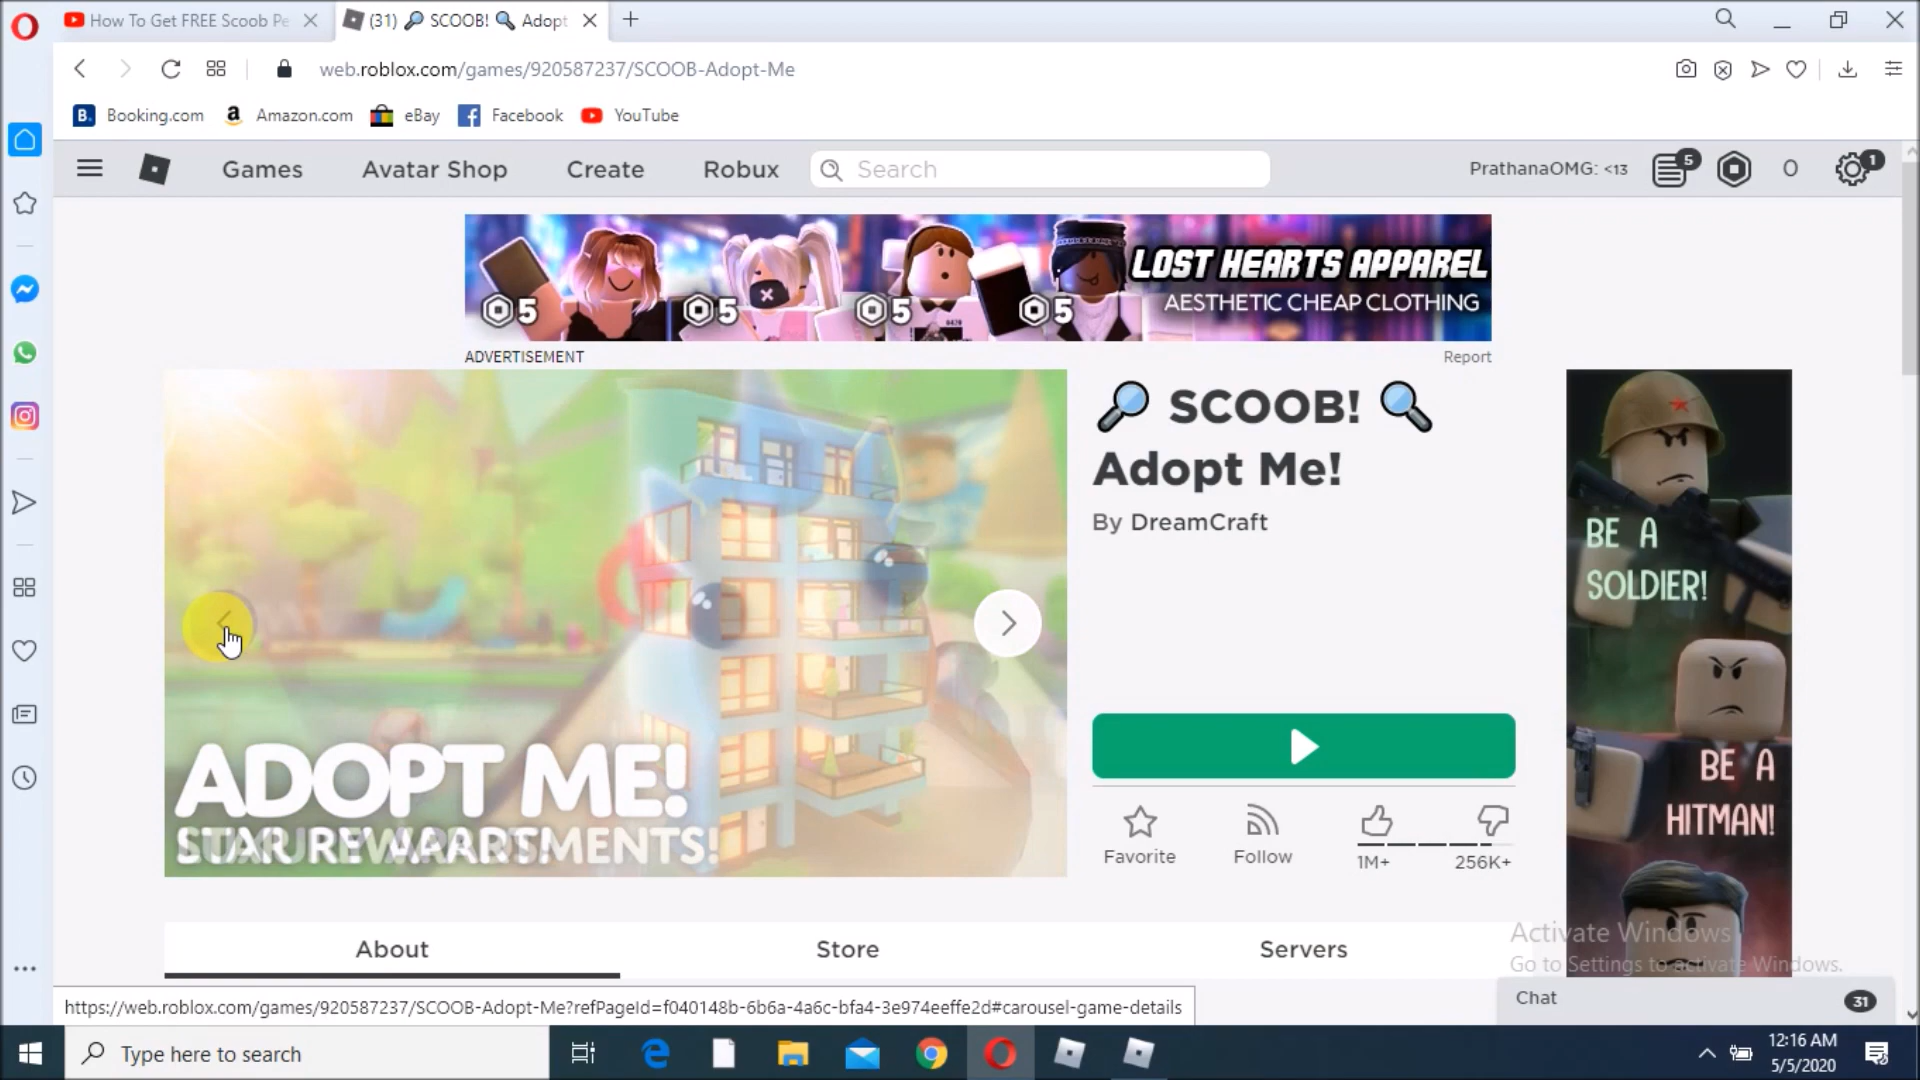 How To Get FREE Scoob Pe
(31) 🔎 SCOOB! 🔍 Adopt
web.roblox.com/games/920587237/SCOOB-Adopt-Me
B. Booking.com
a Amazon.com
eBay
Facebook
YouTube
Games
Avatar Shop
Create
Robux
Search
PrathanaOMG: <13
5
0
1
5
5
5
5
LOST HEARTS APPAREL
AESTHETIC CHEAP CLOTHING
ADVERTISEMENT
Report
ADOPT ME!
LUXURY APARTMENTS!
🔎 SCOOB! 🔍
Adopt Me!
By DreamCraft
Favorite
Follow
1M+
256K+
BE A
SOLDIER!
BE A
HITMAN!
About
Store
Servers
Activate Windows
Go to Settings to activate Windows.
Chat
31
https://web.roblox.com/games/920587237/SCOOB-Adopt-Me?refPageId=f040148b-6b6a-4a6c-bfa4-3e974eeffe2d#carousel-game-details
Type here to search
12:16 AM
5/5/2020